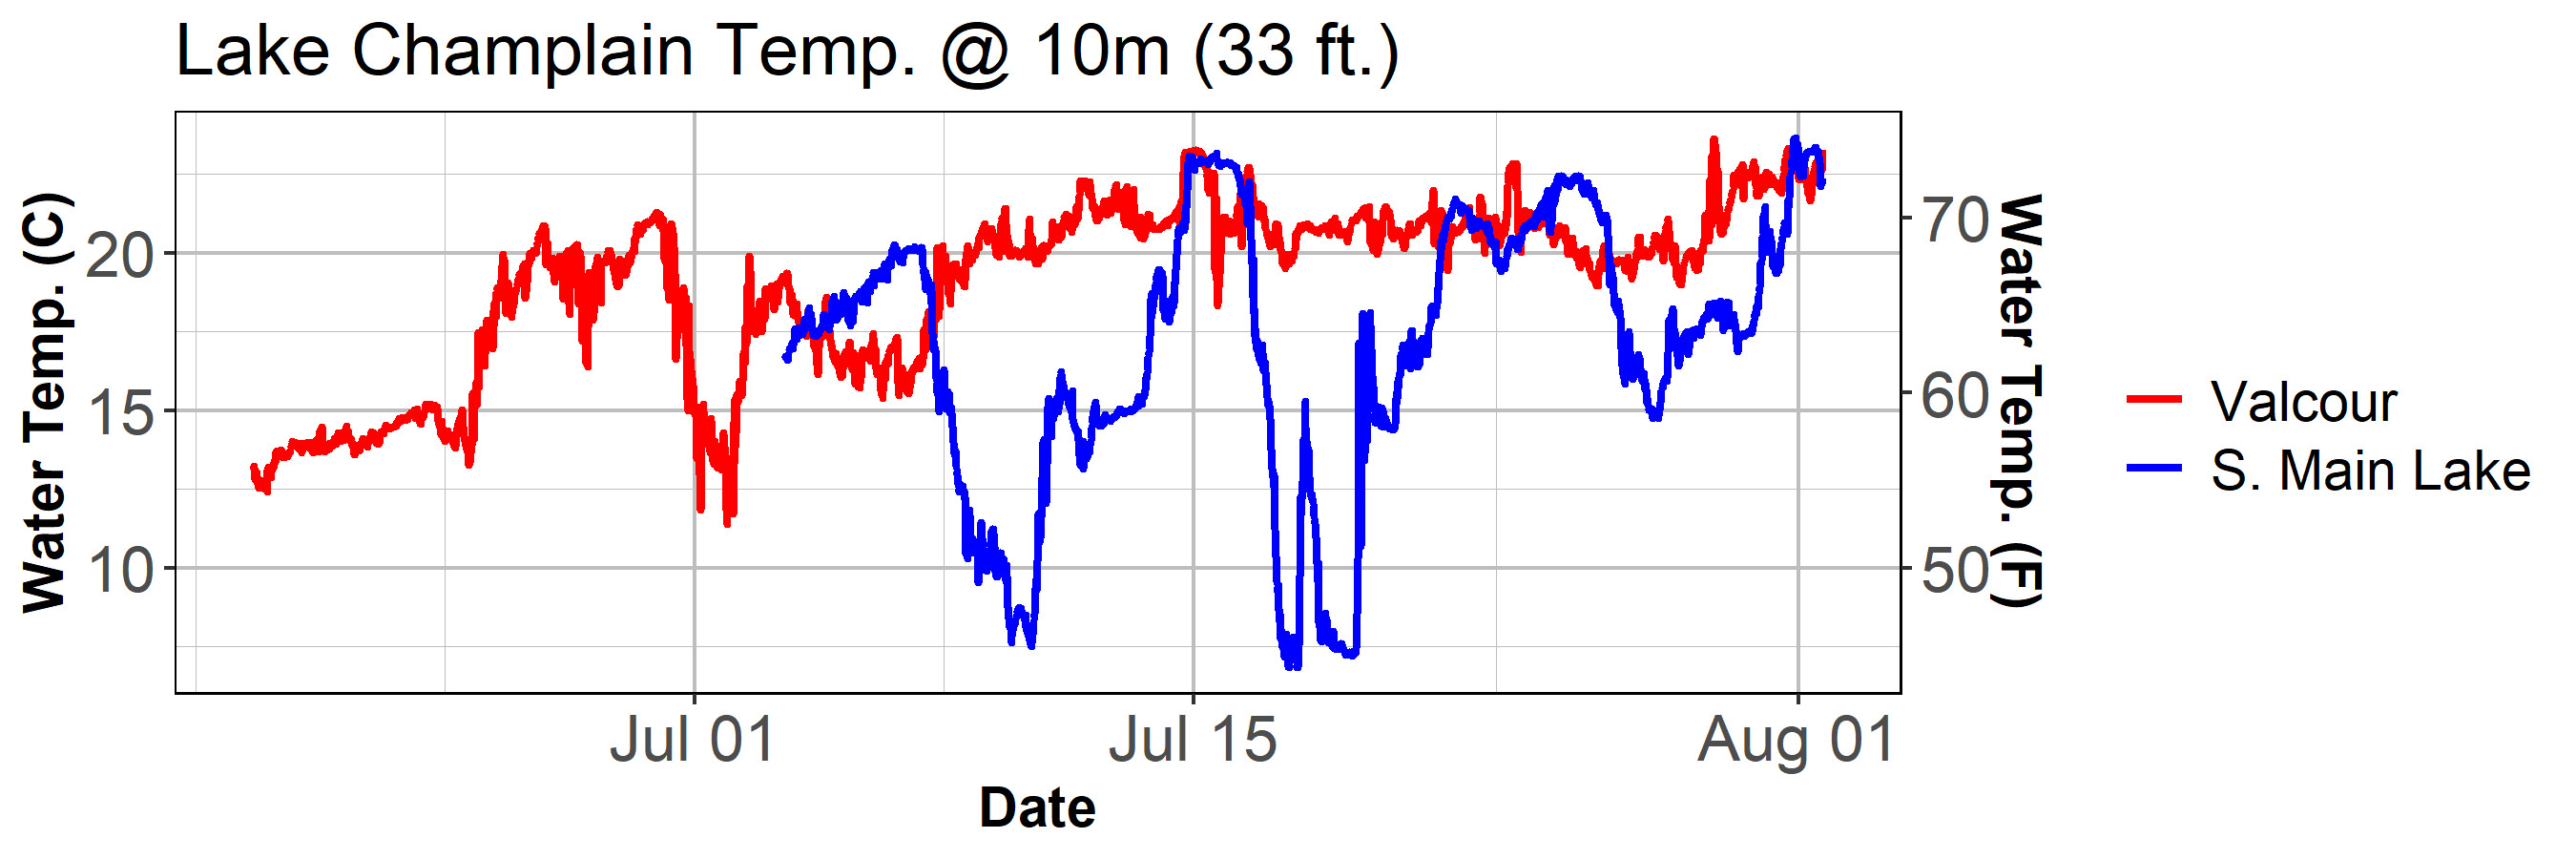 Lake Champlain Temp. @ 10m (33 ft.)
Water Temp. (C)
20
15
10
70
60
50
Water Temp. (F)
Jul 01
Jul 15
Aug 01
Date
Valcour
S. Main Lake